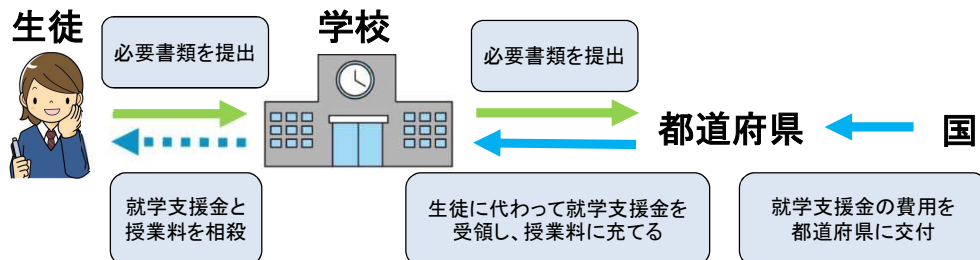 生徒
学校
必要書類を提出
必要書類を提出
都道府県
国
就学支援金と
授業料を相殺
生徒に代わって就学支援金を
受領し、授業料に充てる
就学支援金の費用を
都道府県に交付